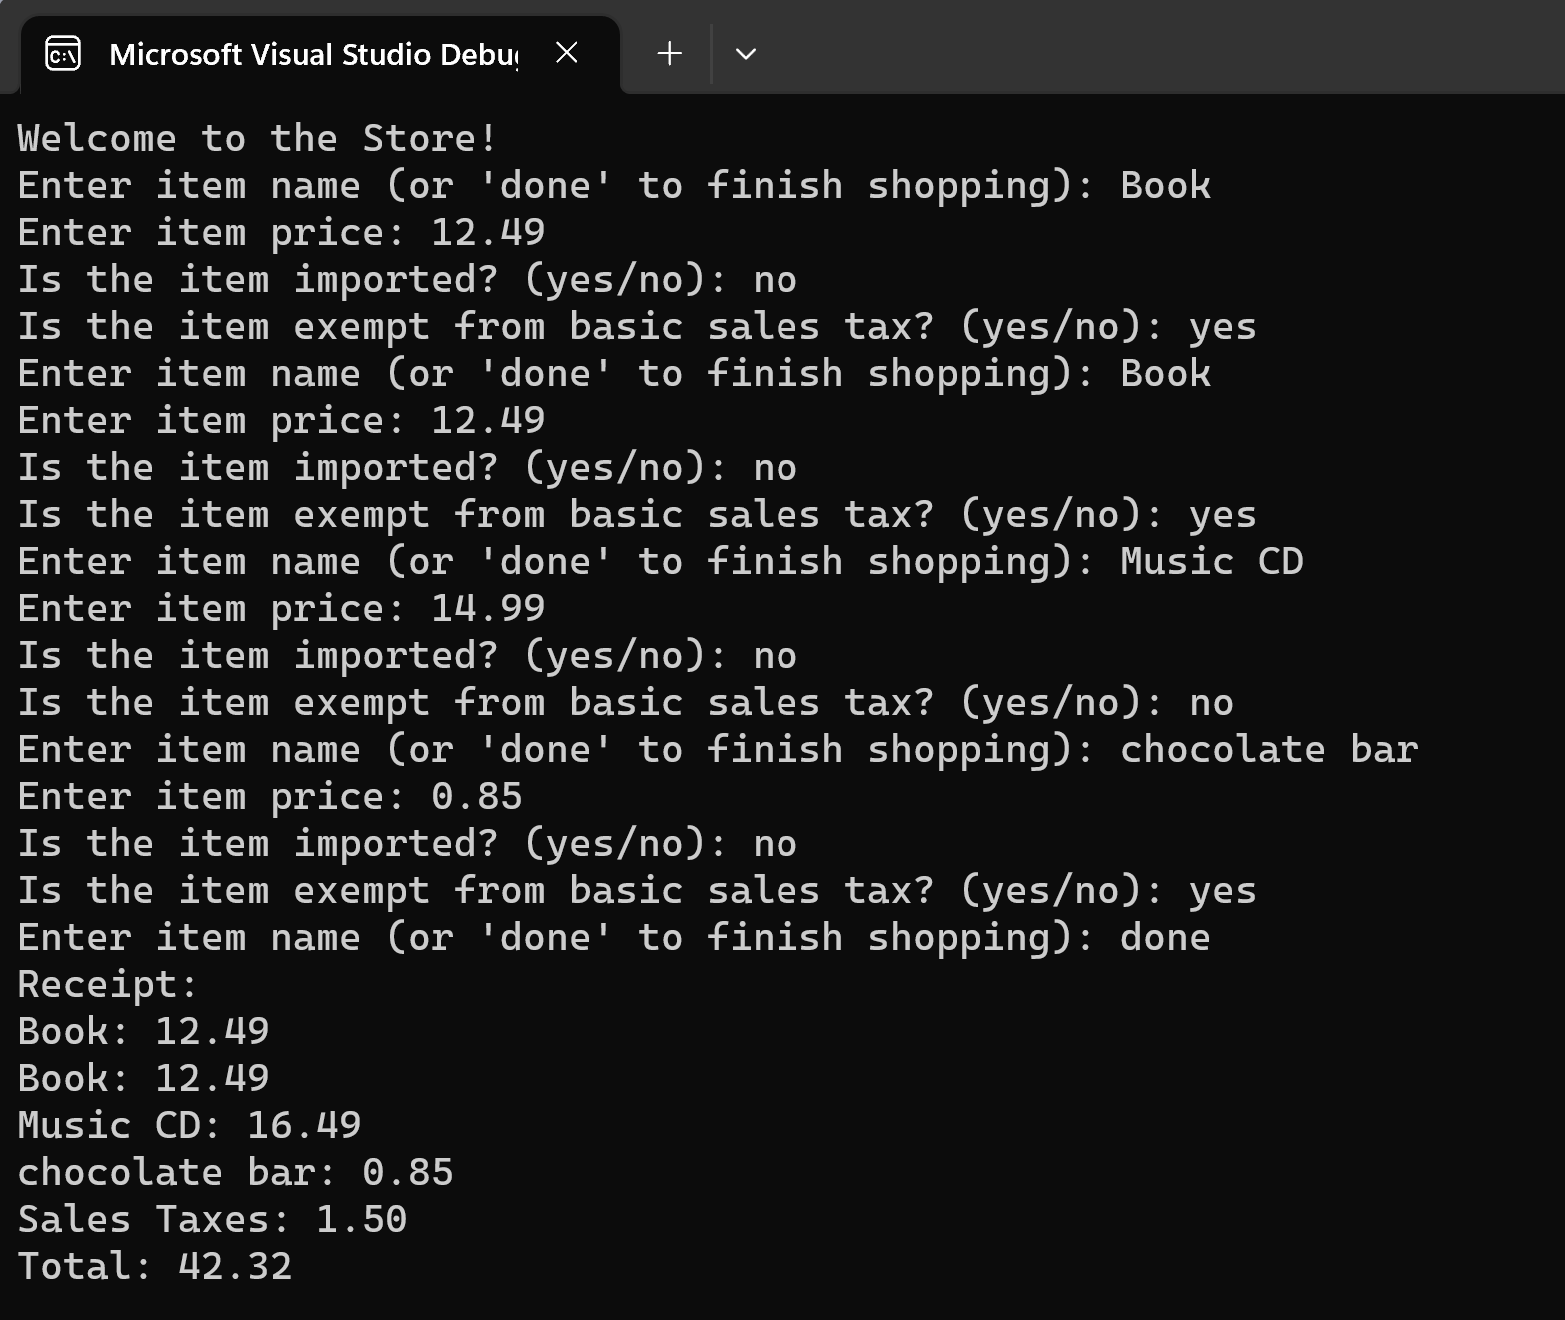 Microsoft Visual Studio Debug
Welcome to the Store!
Enter item name (or 'done' to finish shopping): Book
Enter item price: 12.49
Is the item imported? (yes/no): no
Is the item exempt from basic sales tax? (yes/no): yes
Enter item name (or 'done' to finish shopping): Book
Enter item price: 12.49
Is the item imported? (yes/no): no
Is the item exempt from basic sales tax? (yes/no): yes
Enter item name (or 'done' to finish shopping): Music CD
Enter item price: 14.99
Is the item imported? (yes/no): no
Is the item exempt from basic sales tax? (yes/no): no
Enter item name (or 'done' to finish shopping): chocolate bar
Enter item price: 0.85
Is the item imported? (yes/no): no
Is the item exempt from basic sales tax? (yes/no): yes
Enter item name (or 'done' to finish shopping): done
Receipt:
Book: 12.49
Book: 12.49
Music CD: 16.49
chocolate bar: 0.85
Sales Taxes: 1.50
Total: 42.32